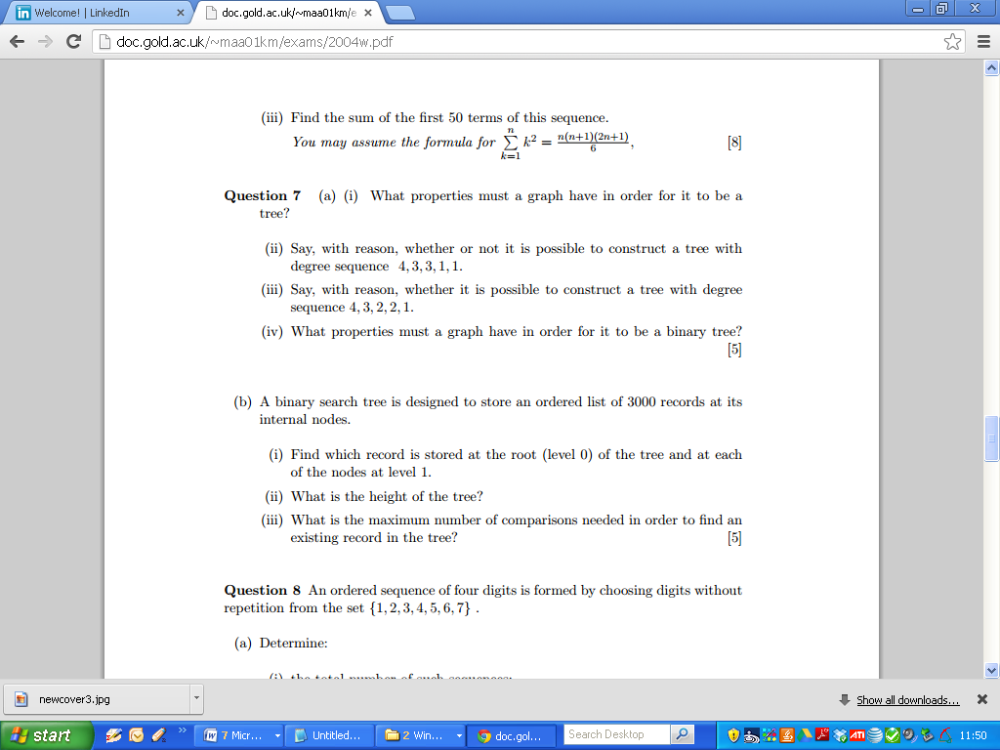 Welcome! | LinkedIn
doc.gold.ac.uk/~maa01km/e
doc.gold.ac.uk/~maa01km/exams/2004w.pdf
(iii) Find the sum of the first 50 terms of this sequence.
You may assume the formula for n∑k=1 k² = n(n+1)(2n+1)/6, [8]
Question 7 (a) (i) What properties must a graph have in order for it to be a
tree?
(ii) Say, with reason, whether or not it is possible to construct a tree with
degree sequence 4, 3, 3, 1, 1.
(iii) Say, with reason, whether it is possible to construct a tree with degree
sequence 4, 3, 2, 2, 1.
(iv) What properties must a graph have in order for it to be a binary tree?
[5]
(b) A binary search tree is designed to store an ordered list of 3000 records at its
internal nodes.
(i) Find which record is stored at the root (level 0) of the tree and at each
of the nodes at level 1.
(ii) What is the height of the tree?
(iii) What is the maximum number of comparisons needed in order to find an
existing record in the tree? [5]
Question 8 An ordered sequence of four digits is formed by choosing digits without
repetition from the set {1, 2, 3, 4, 5, 6, 7} .
(a) Determine:
(i) the total number of such sequences;
newcover3.jpg
Show all downloads...
start
7 Micr...
Untitled...
2 Win...
doc.gol...
Search Desktop
11:50